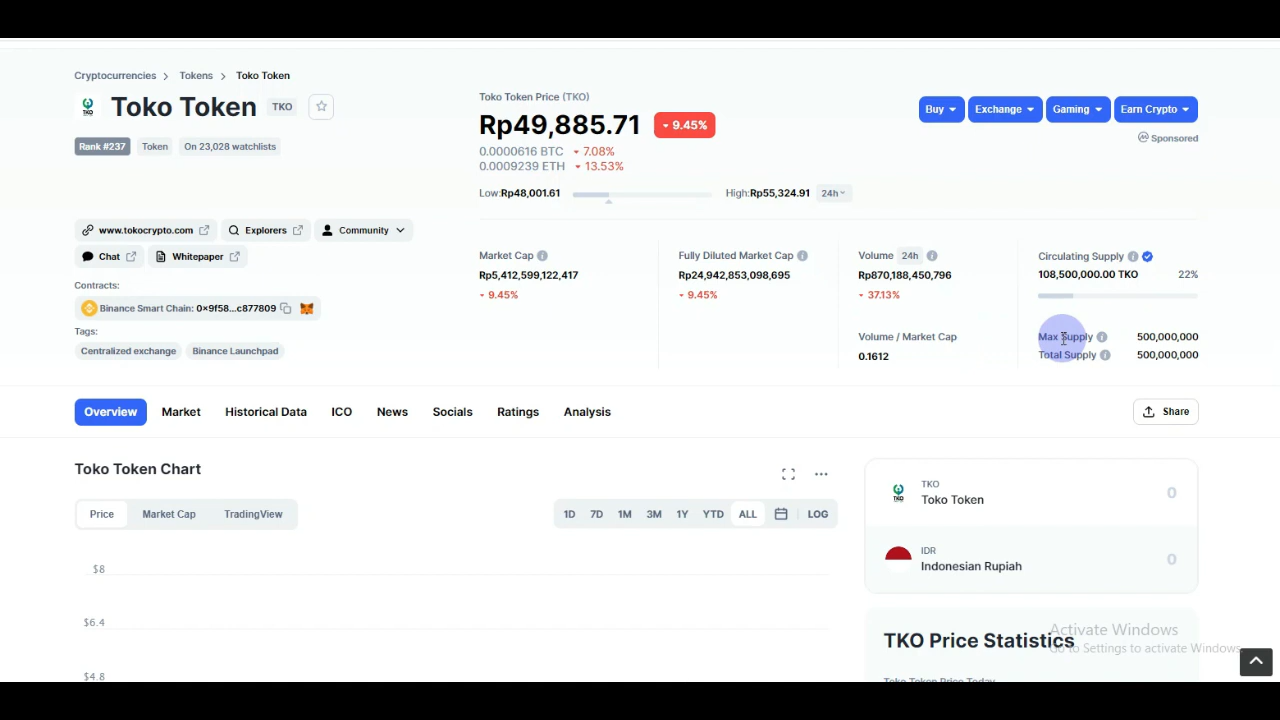 Cryptocurrencies > Tokens > Toko Token
Toko Token TKO
Rank #237 Token On 23,028 watchlists
www.tokocrypto.com Explorers Community
Chat Whitepaper
Contracts:
Binance Smart Chain: 0×9f58...c877809
Tags:
Centralized exchange Binance Launchpad
Toko Token Price (TKO)
Rp49,885.71 9.45%
0.0000616 BTC 7.08%
0.0009239 ETH 13.53%
Low:Rp48,001.61 High:Rp55,324.91 24h
Buy Exchange Gaming Earn Crypto
Sponsored
Market Cap
Rp5,412,599,122,417
9.45%
Fully Diluted Market Cap
Rp24,942,853,098,695
9.45%
Volume 24h
Rp870,188,450,796
37.13%
Volume / Market Cap
0.1612
Circulating Supply
108,500,000.00 TKO 22%
Max Supply 500,000,000
Total Supply 500,000,000
Overview Market Historical Data ICO News Socials Ratings Analysis Share
Toko Token Chart
Price Market Cap TradingView 1D 7D 1M 3M 1Y YTD ALL LOG
$8
$6.4
$4.8
TKO
Toko Token 0
IDR
Indonesian Rupiah 0
TKO Price Statistics
Toko Token Price Today
Activate Windows
Go to Settings to activate Windows.